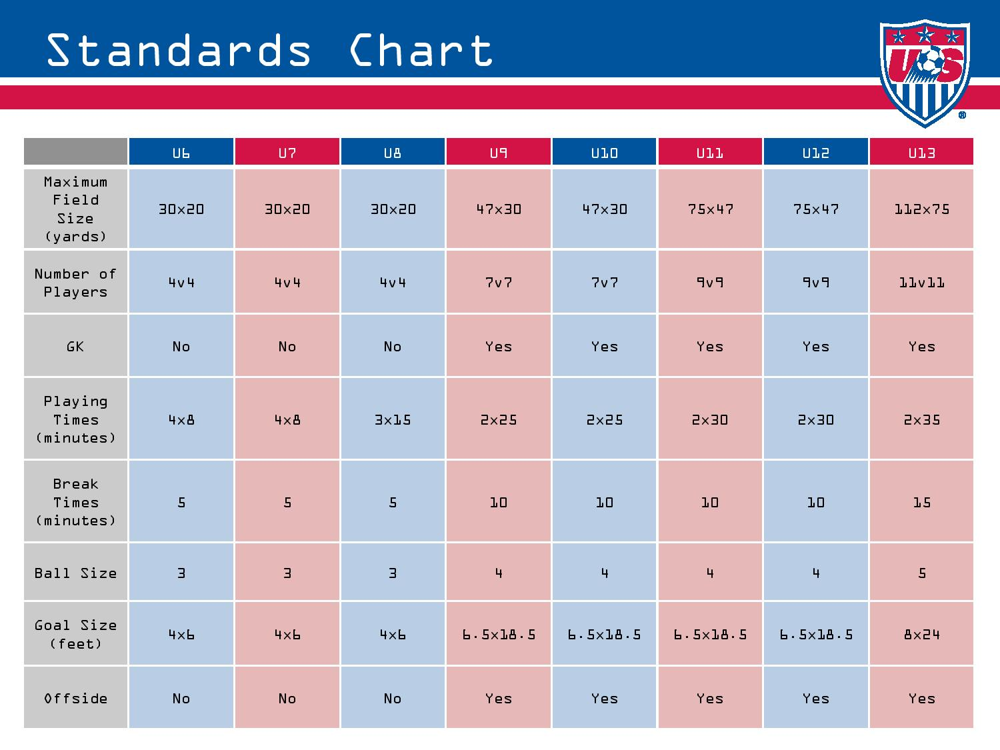 Standards Chart
US
®
U6 U7 U8 U9 U10 U11 U12 U13
Maximum
Field
Size
(yards)
30x20 30x20 30x20 47x30 47x30 75x47 75x47 112x75
Number of
Players
4v4 4v4 4v4 7v7 7v7 9v9 9v9 11v11
GK No No No Yes Yes Yes Yes Yes
Playing
Times
(minutes)
4x8 4x8 3x15 2x25 2x25 2x30 2x30 2x35
Break
Times
(minutes)
5 5 5 10 10 10 10 15
Ball Size 3 3 3 4 4 4 4 5
Goal Size
(feet)
4x6 4x6 4x6 6.5x18.5 6.5x18.5 6.5x18.5 6.5x18.5 8x24
Offside No No No Yes Yes Yes Yes Yes